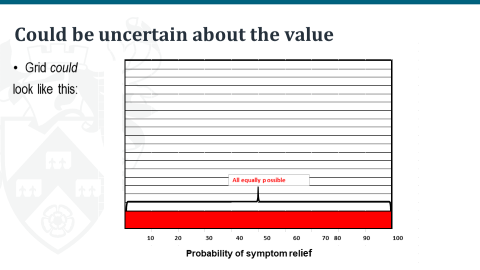 Could be uncertain about the value
• Grid could
look like this:
All equally possible
10 20 30 40 50 60 70 80 90 100
Probability of symptom relief